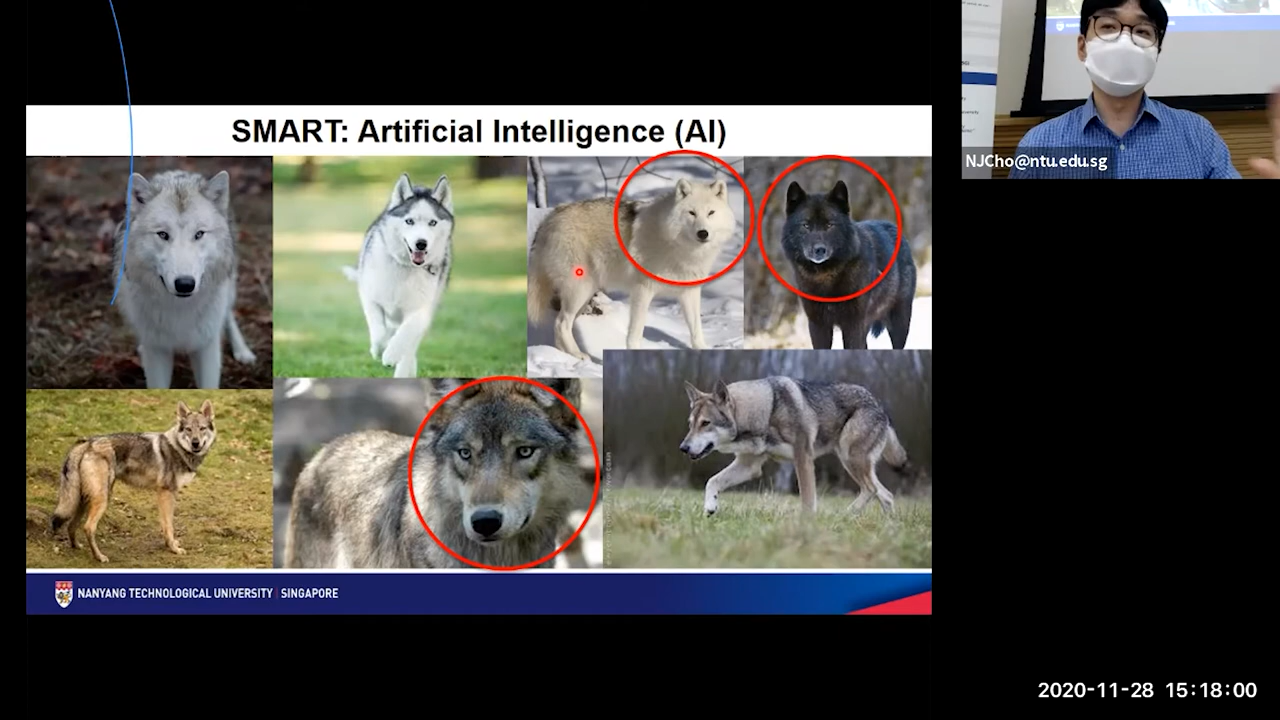 SMART: Artificial Intelligence (AI)
NJCho@ntu.edu.sg
NANYANG TECHNOLOGICAL UNIVERSITY | SINGAPORE
2020-11-28 15:18:00